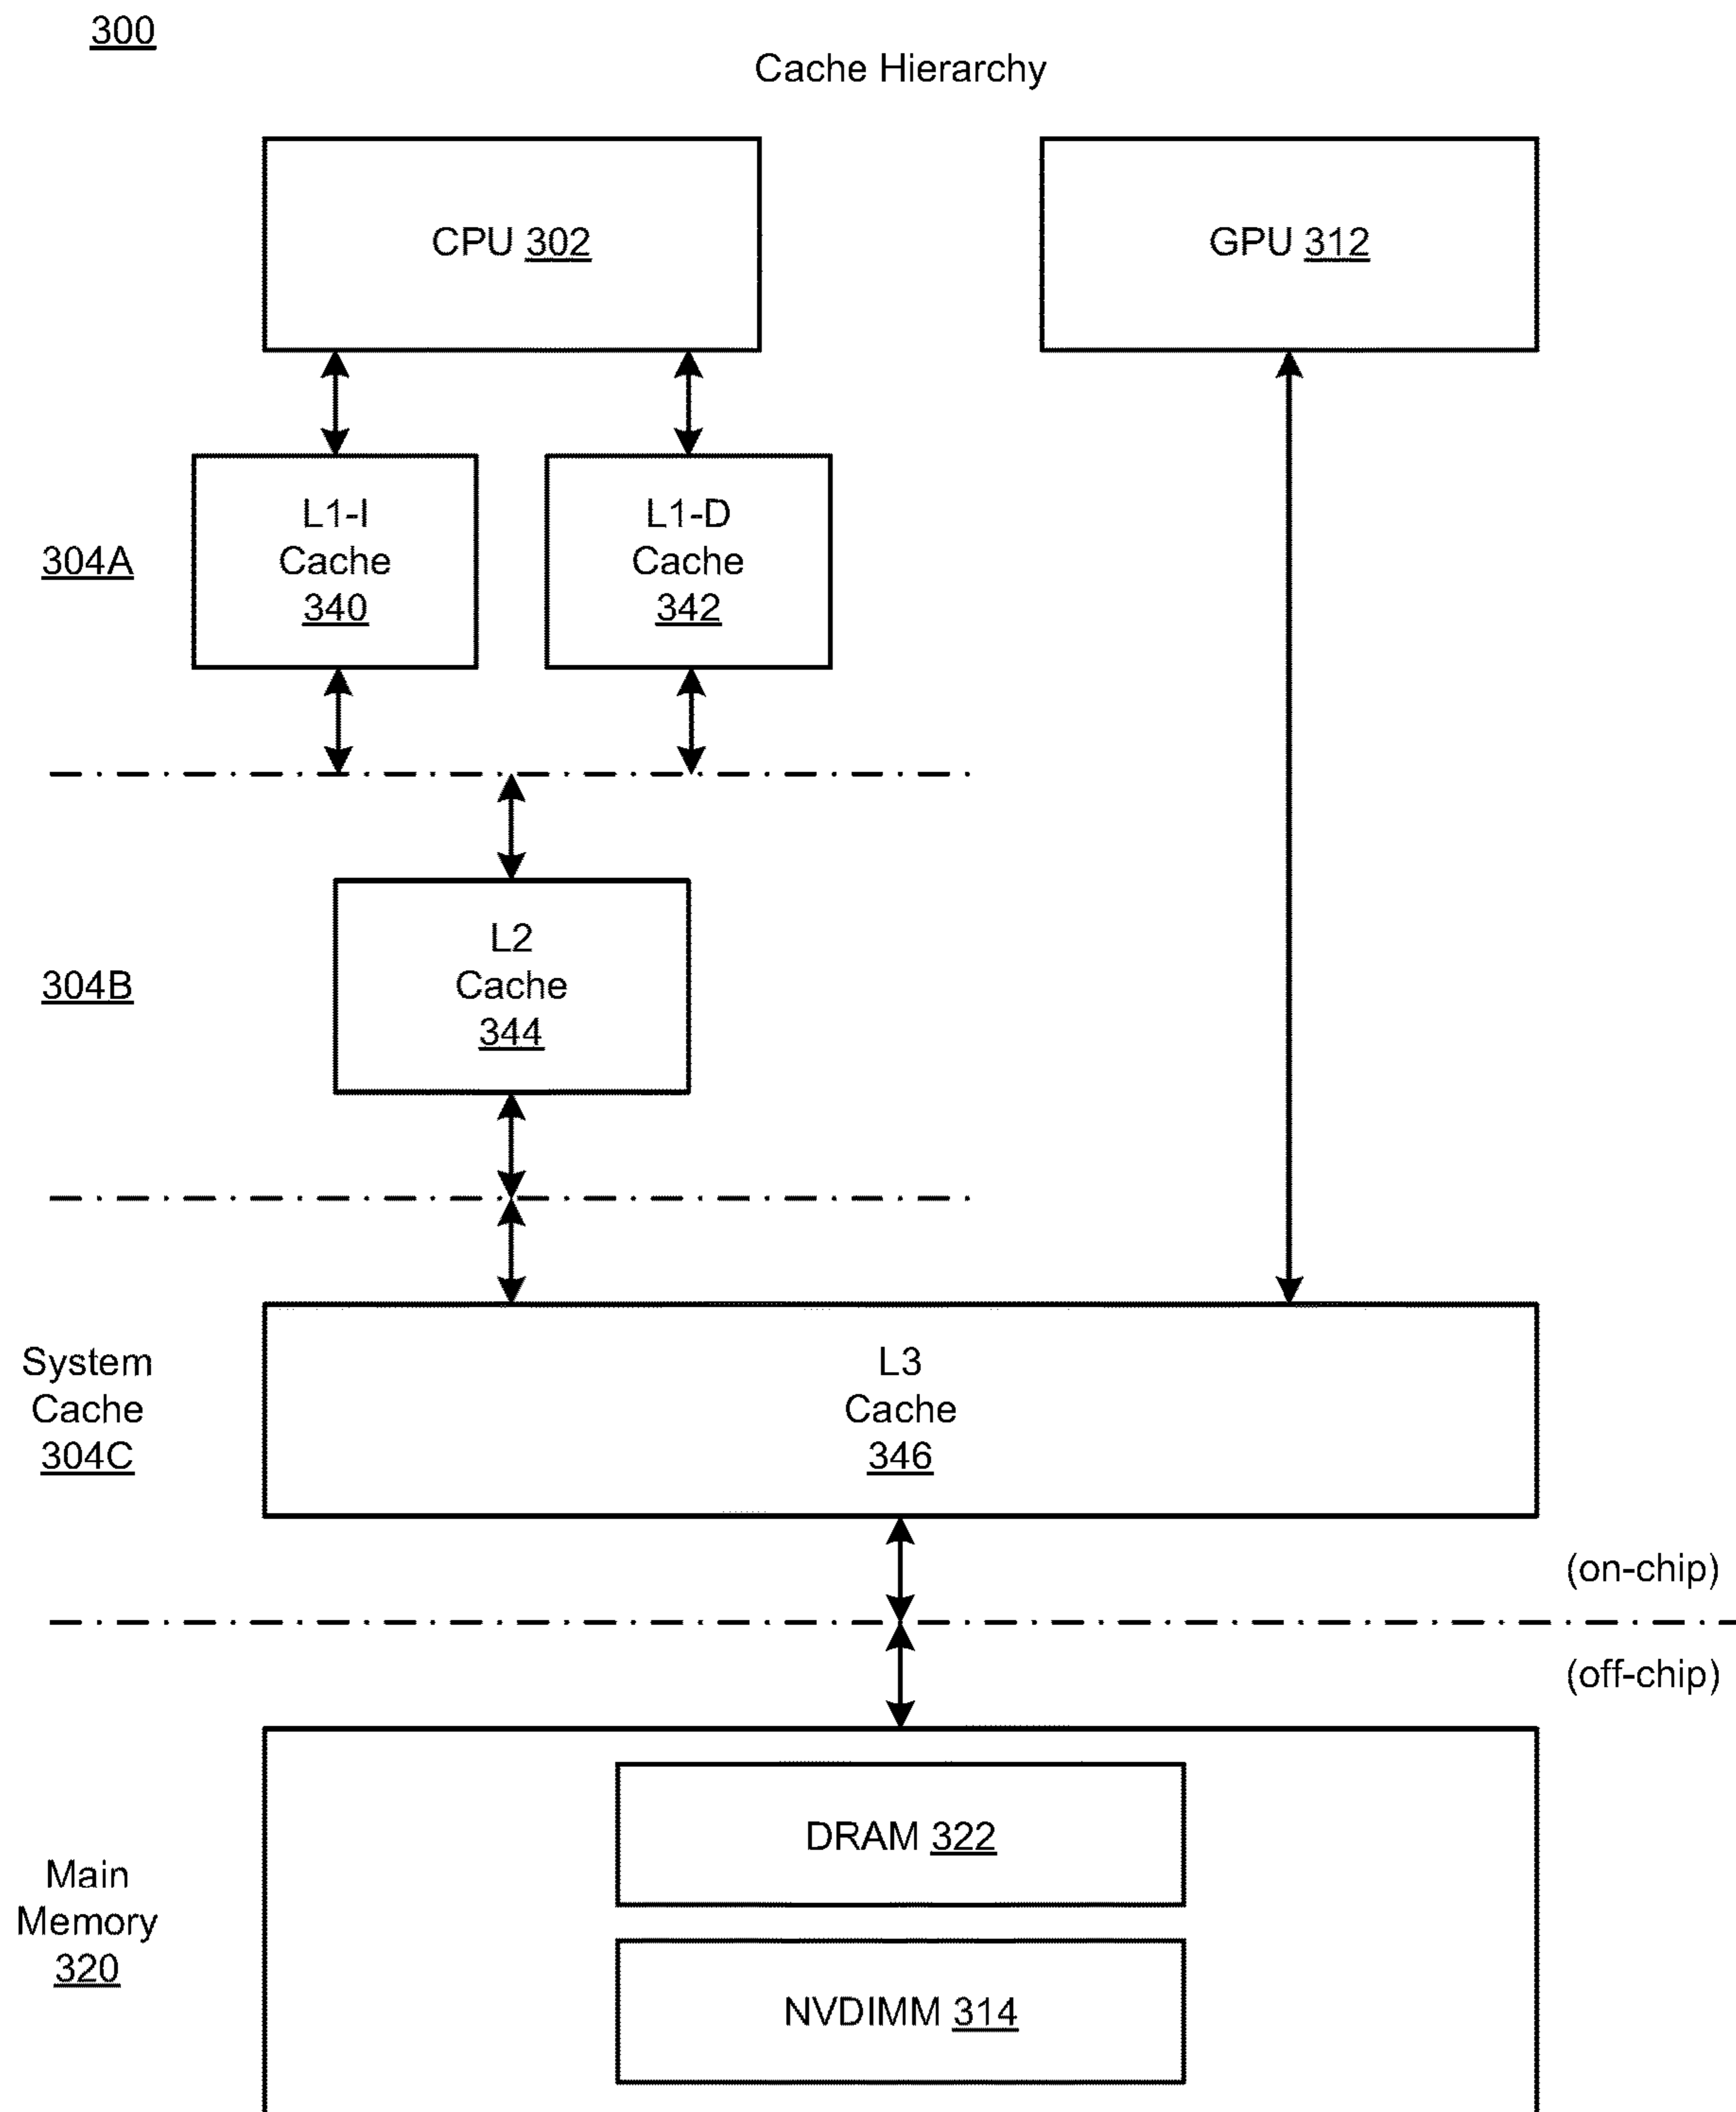 300
Cache Hierarchy
CPU 302
GPU 312
304A
L1-I
Cache
340
L1-D
Cache
342
304B
L2
Cache
344
System
Cache
304C
L3
Cache
346
(on-chip)
(off-chip)
Main
Memory
320
DRAM 322
NVDIMM 314